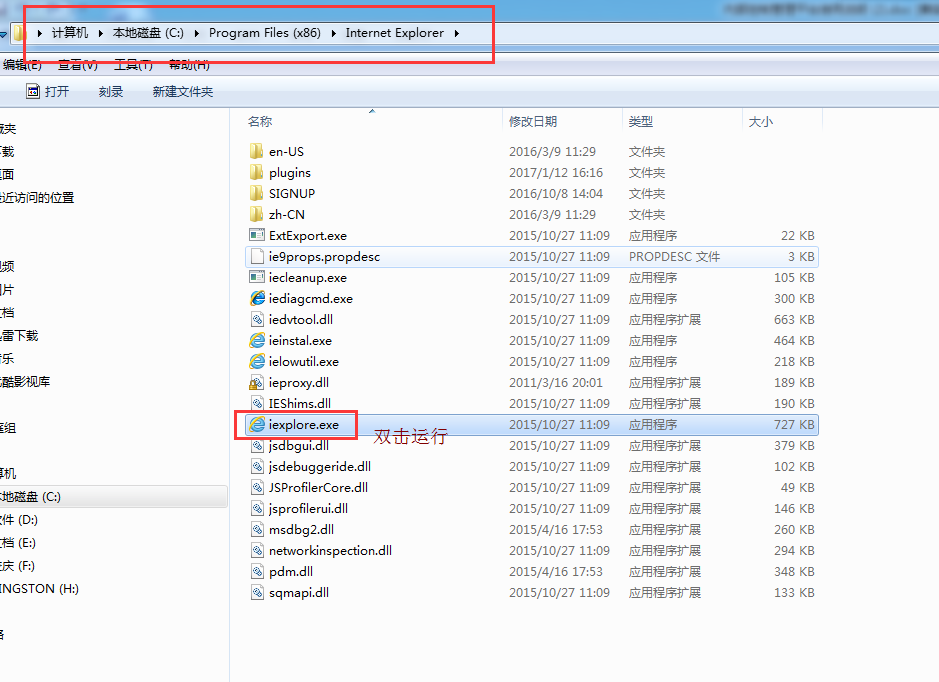 计算机 本地磁盘 (C:) Program Files (x86) Internet Explorer
编辑(E) 查看(V) 工具(T) 帮助(H)
打开 刻录 新建文件夹
名称 修改日期 类型 大小
en-US 2016/3/9 11:29 文件夹
plugins 2017/1/12 16:16 文件夹
SIGNUP 2016/10/8 14:04 文件夹
近访问的位置
zh-CN 2016/3/9 11:29 文件夹
ExtExport.exe 2015/10/27 11:09 应用程序 22 KB
ie9props.propdesc 2015/10/27 11:09 PROPDESC 文件 3 KB
iecleanup.exe 2015/10/27 11:09 应用程序 105 KB
iediagcmd.exe 2015/10/27 11:09 应用程序 300 KB
iedvtool.dll 2015/10/27 11:09 应用程序扩展 663 KB
雷下载
ieinstal.exe 2015/10/27 11:09 应用程序 464 KB
ielowutil.exe 2015/10/27 11:09 应用程序 218 KB
酷影视库
ieproxy.dll 2011/3/16 20:01 应用程序扩展 189 KB
IEShims.dll 2015/10/27 11:09 应用程序扩展 190 KB
iexplore.exe 2015/10/27 11:09 应用程序 727 KB
双击运行
jsdbgui.dll 2015/10/27 11:09 应用程序扩展 379 KB
jsdebuggeride.dll 2015/10/27 11:09 应用程序扩展 102 KB
JSProfilerCore.dll 2015/10/27 11:09 应用程序扩展 49 KB
地磁盘 (C:)
jsprofilerui.dll 2015/10/27 11:09 应用程序扩展 146 KB
件 (D:)
msdbg2.dll 2015/4/16 17:53 应用程序扩展 260 KB
档 (E:)
networkinspection.dll 2015/10/27 11:09 应用程序扩展 294 KB
庆 (F:)
pdm.dll 2015/4/16 17:53 应用程序扩展 348 KB
INGSTON (H:)
sqmapi.dll 2015/10/27 11:09 应用程序扩展 133 KB